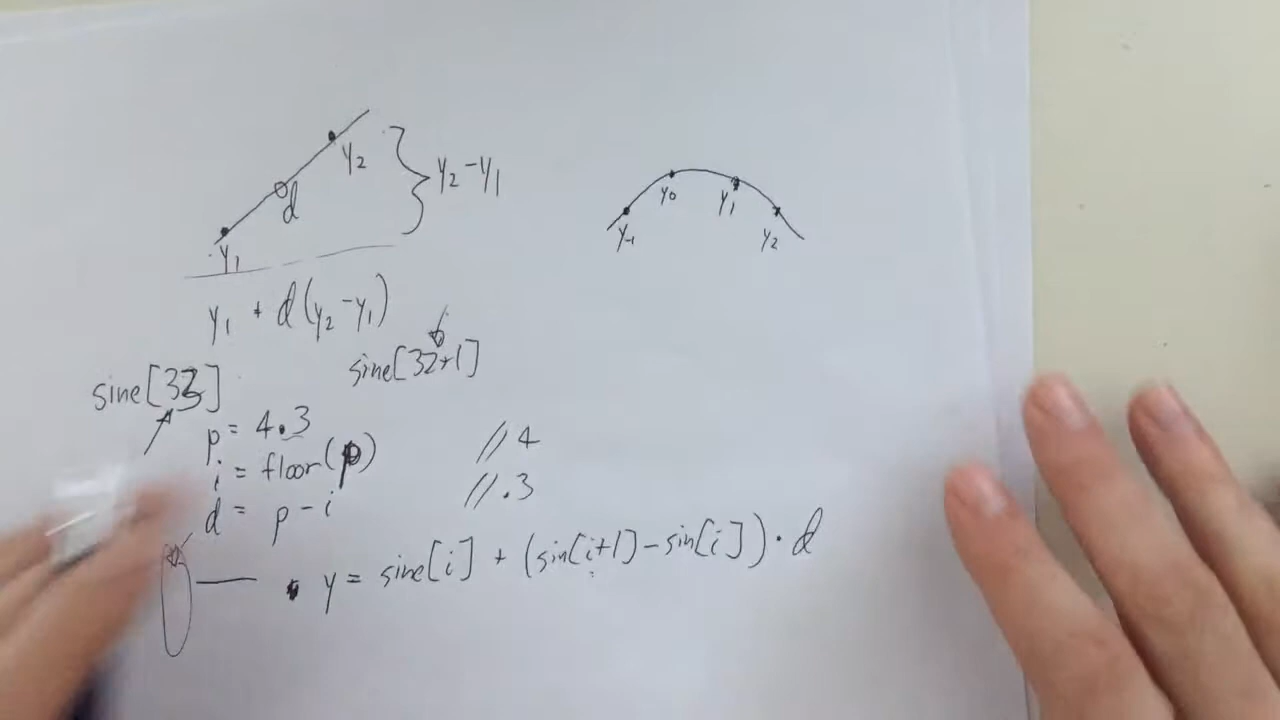 y2
d
y2 - y1
y1
y-1
y0
y1
y2
y1 + d(y2 - y1)
sine[32+1]
sine[33]
p = 4.3
i = floor(p) // 4
d = p - i // .3
y = sine[i] + (sin[i+1] - sin[i]) · d